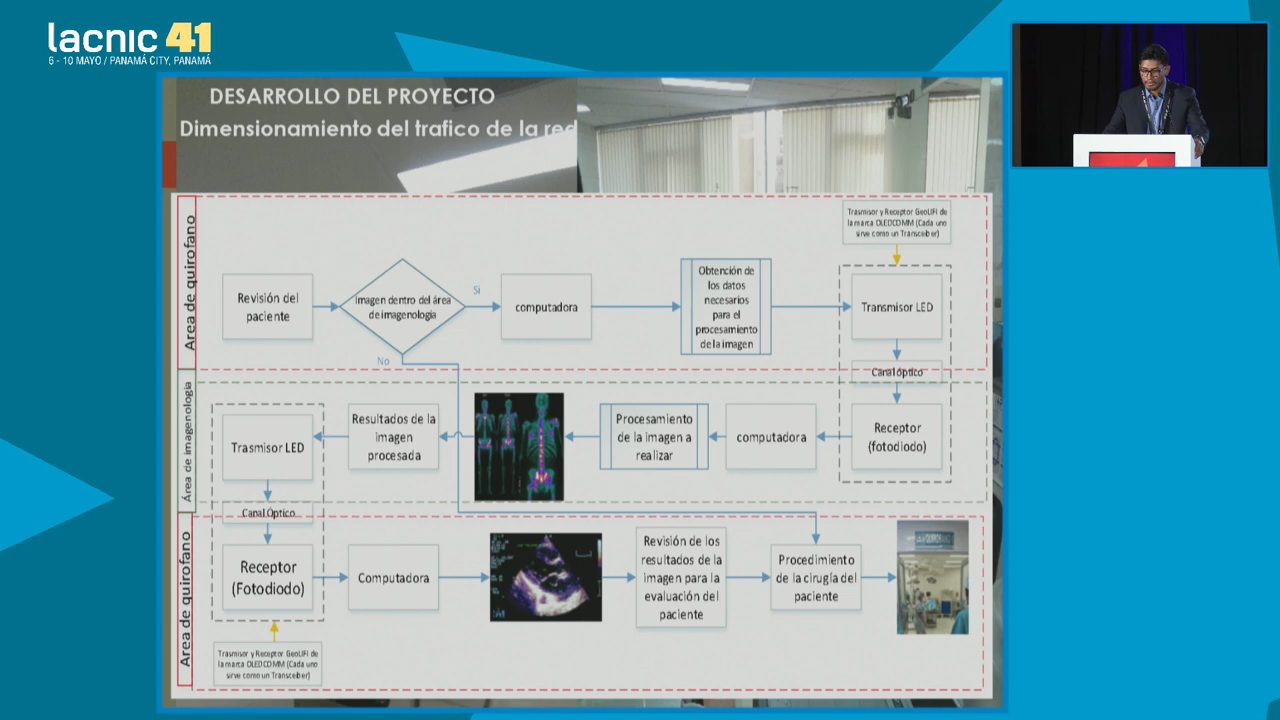 lacnic 41
6 - 10 MAYO / PANAMÁ CITY, PANAMÁ
DESARROLLO DEL PROYECTO
Dimensionamiento del trafico de la red
Area de quirofano
Revisión del
paciente
Imagen dentro del área
de imagenología
Si
No
computadora
Obtención de
los datos
necesarios
para el
procesamiento
de la imagen
Trasmisor y Receptor GeoLIFI de
la marca OLEDCOMM (Cada uno
sirve como un Transceiber)
Transmisor LED
Canal óptico
Área de imagenología
Receptor
(fotodiodo)
computadora
Procesamiento
de la imagen a
realizar
Resultados de la
imagen
procesada
Trasmisor LED
Canal Óptico
Area de quirofano
Receptor
(Fotodiodo)
Computadora
Revisión de los
resultados de la
imagen para la
evaluación del
paciente
Procedimiento
de la cirugía del
paciente
Trasmisor y Receptor GeoLIFI de
la marca OLEDCOMM (Cada uno
sirve como un Transceiber)